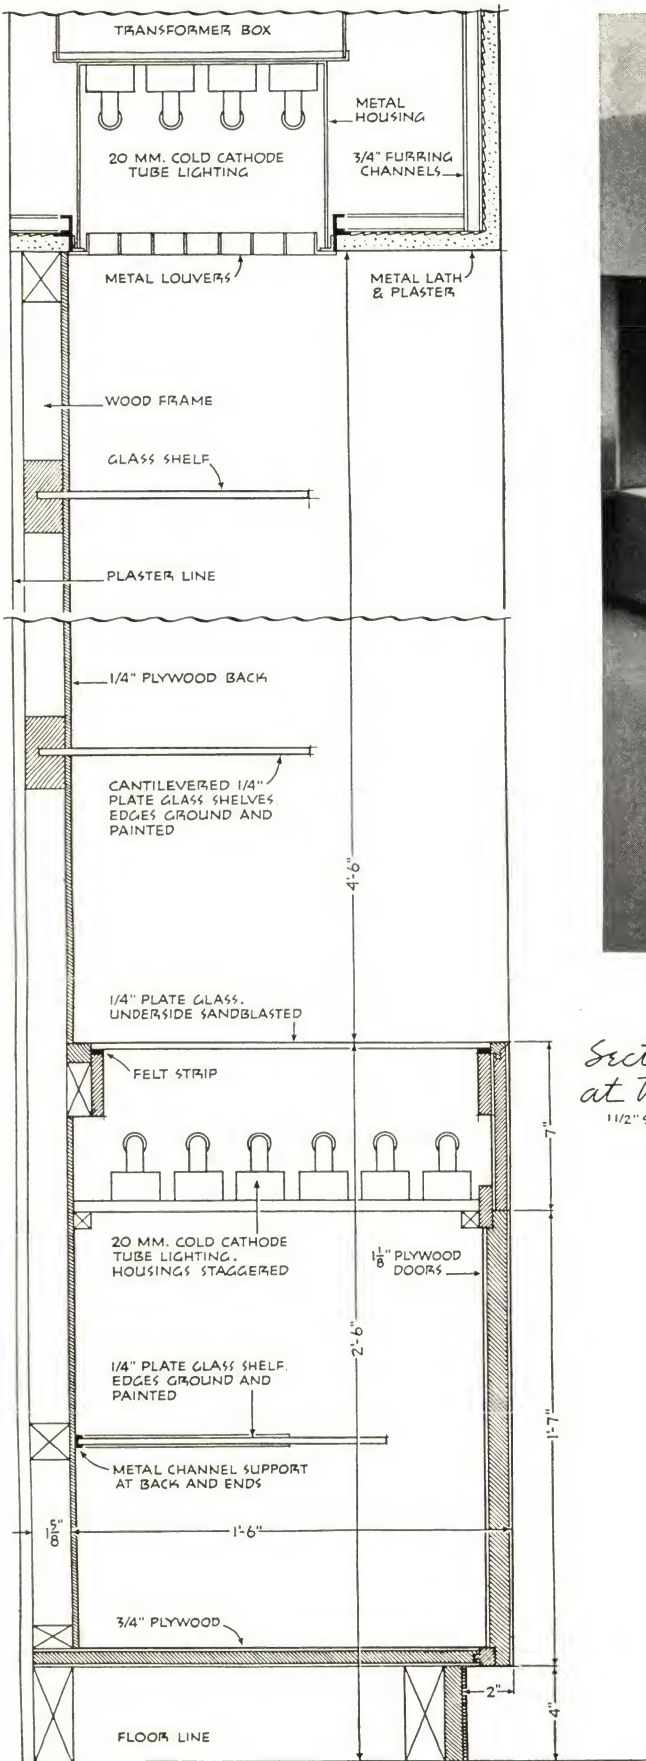 TRANSFORMER BOX
METAL
HOUSING
20 MM. COLD CATHODE
TUBE LIGHTING
3/4" FURRING
CHANNELS
METAL LOUVERS
METAL LATH
& PLASTER
WOOD FRAME
GLASS SHELF
PLASTER LINE
1/4" PLYWOOD BACK
CANTILEVERED 1/4"
PLATE GLASS SHELVES
EDGES GROUND AND
PAINTED
4'-6"
1/4" PLATE GLASS.
UNDERSIDE SANDBLASTED
FELT STRIP
7"
20 MM. COLD CATHODE
TUBE LIGHTING.
HOUSINGS STAGGERED
1 1/8" PLYWOOD
DOORS
2'-6"
1/4" PLATE GLASS SHELF.
EDGES GROUND AND
PAINTED
1'-7"
METAL CHANNEL SUPPORT
AT BACK AND ENDS
1 5/8"
1'-6"
3/4" PLYWOOD
2"
4"
FLOOR LINE
at
1 1/2"